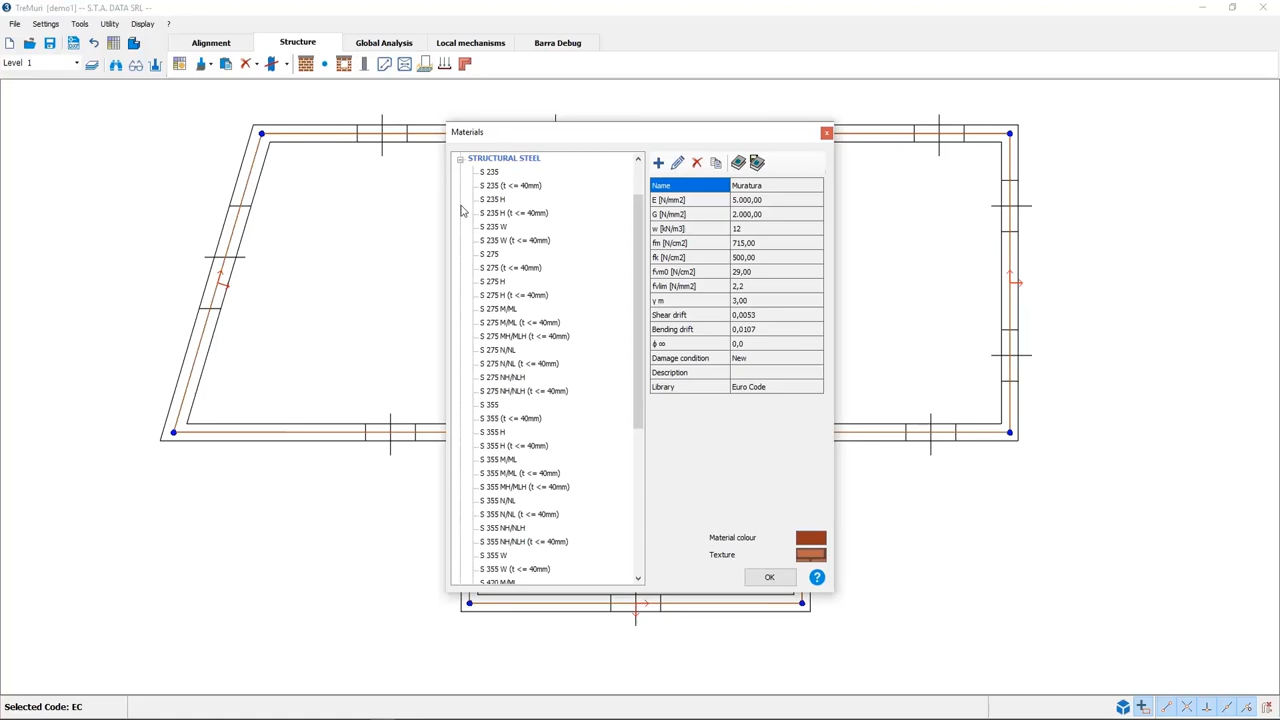 TreMuri [demo1] -- S.T.A. DATA SRL --
File Settings Tools Utility Display ?
Alignment Structure Global Analysis Local mechanisms Barra Debug
Level 1
Materials
STRUCTURAL STEEL
S 235
S 235 (t <= 40mm)
S 235 H
S 235 H (t <= 40mm)
S 235 W
S 235 W (t <= 40mm)
S 275
S 275 (t <= 40mm)
S 275 H
S 275 H (t <= 40mm)
S 275 M/ML
S 275 M/ML (t <= 40mm)
S 275 MH/MLH (t <= 40mm)
S 275 N/NL
S 275 N/NL (t <= 40mm)
S 275 NH/NLH
S 275 NH/NLH (t <= 40mm)
S 355
S 355 (t <= 40mm)
S 355 H
S 355 H (t <= 40mm)
S 355 M/ML
S 355 M/ML (t <= 40mm)
S 355 MH/MLH (t <= 40mm)
S 355 N/NL
S 355 N/NL (t <= 40mm)
S 355 NH/NLH
S 355 NH/NLH (t <= 40mm)
S 355 W
S 355 W (t <= 40mm)
S 420 M/ML
Name Muratura
E [N/mm2] 5.000,00
G [N/mm2] 2.000,00
w [kN/m3] 12
fm [N/cm2] 715,00
fk [N/cm2] 500,00
fvm0 [N/cm2] 29,00
fvlim [N/mm2] 2,2
γ m 3,00
Shear drift 0,0053
Bending drift 0,0107
ϕ ∞ 0,0
Damage condition New
Description
Library Euro Code
Material colour
Texture
OK
Selected Code: EC